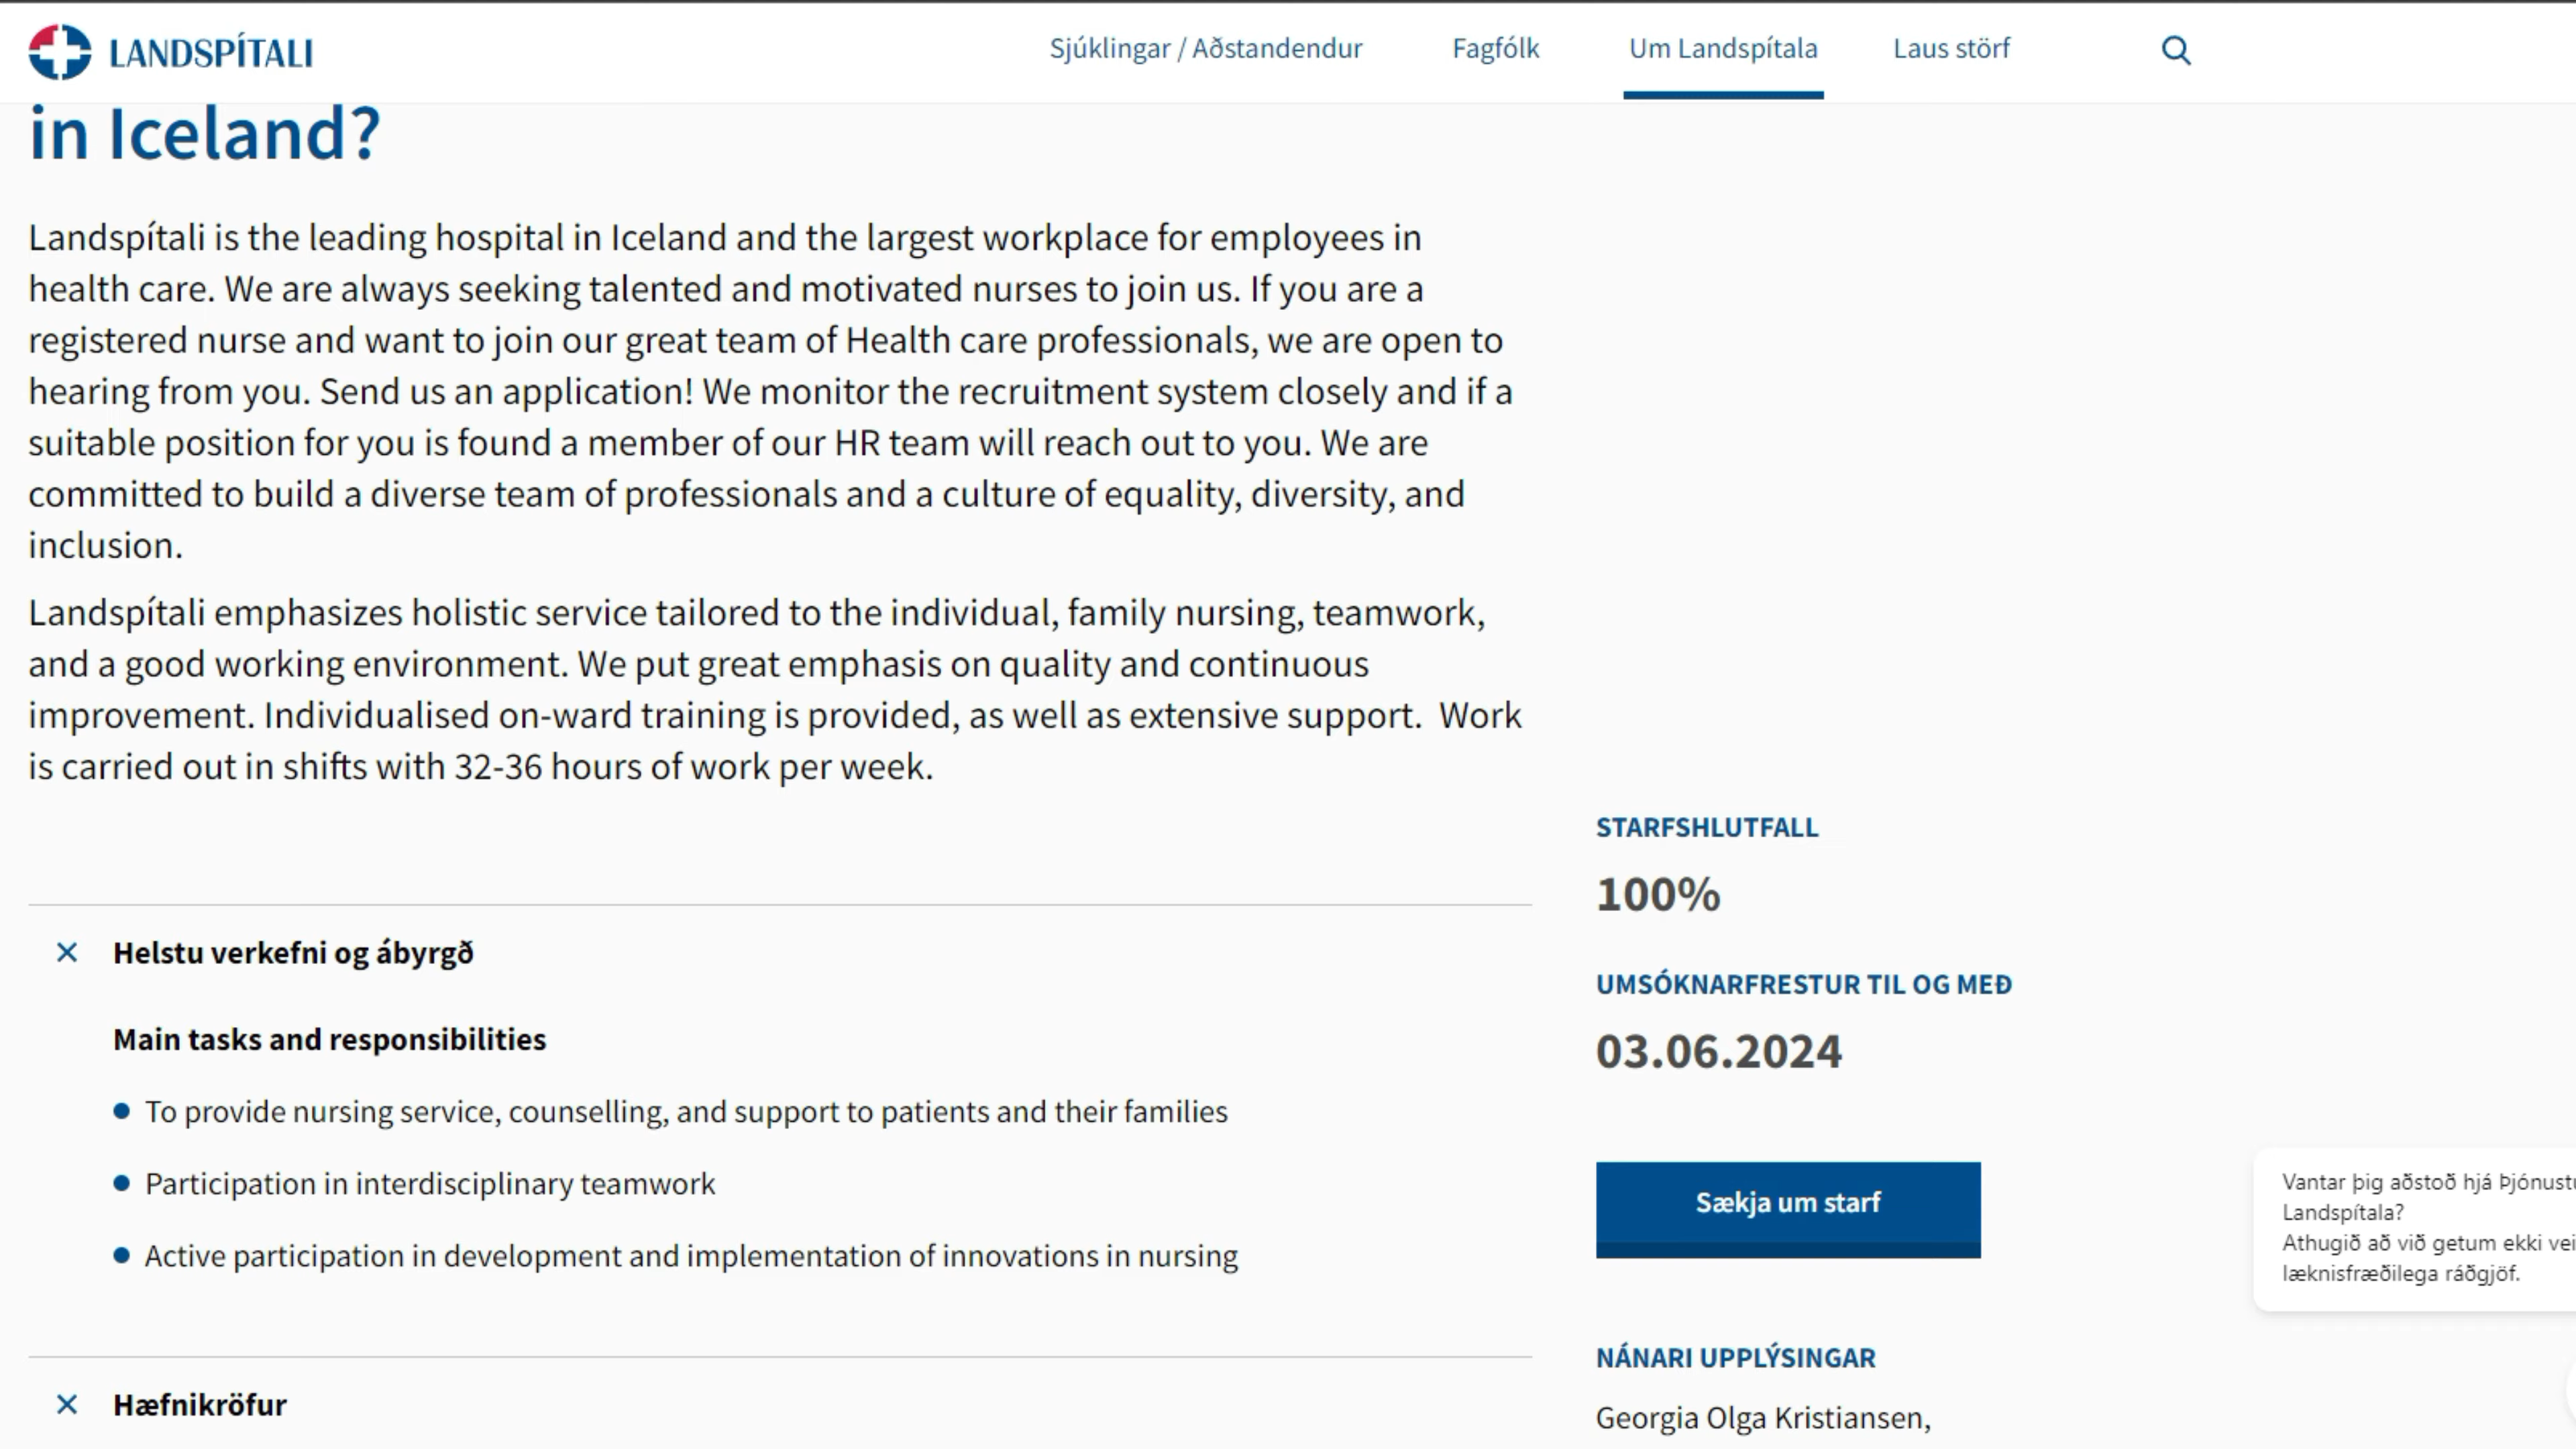 LANDSPÍTALI
Sjúklingar / Aðstandendur
Fagfólk
Um Landspítala
Laus störf
in Iceland?
Landspítali is the leading hospital in Iceland and the largest workplace for employees in
health care. We are always seeking talented and motivated nurses to join us. If you are a
registered nurse and want to join our great team of Health care professionals, we are open to
hearing from you. Send us an application! We monitor the recruitment system closely and if a
suitable position for you is found a member of our HR team will reach out to you. We are
committed to build a diverse team of professionals and a culture of equality, diversity, and
inclusion.
Landspítali emphasizes holistic service tailored to the individual, family nursing, teamwork,
and a good working environment. We put great emphasis on quality and continuous
improvement. Individualised on-ward training is provided, as well as extensive support.  Work
is carried out in shifts with 32-36 hours of work per week.
Helstu verkefni og ábyrgð
Main tasks and responsibilities
To provide nursing service, counselling, and support to patients and their families
Participation in interdisciplinary teamwork
Active participation in development and implementation of innovations in nursing
Hæfnikröfur
STARFSHLUTFALL
100%
UMSÓKNARFRESTUR TIL OG MEÐ
03.06.2024
Sækja um starf
NÁNARI UPPLÝSINGAR
Georgia Olga Kristiansen,
Vantar þig aðstoð hjá
Landspítala?
Athugið að við getum ekki
læknisfræðilega ráðgjöf.